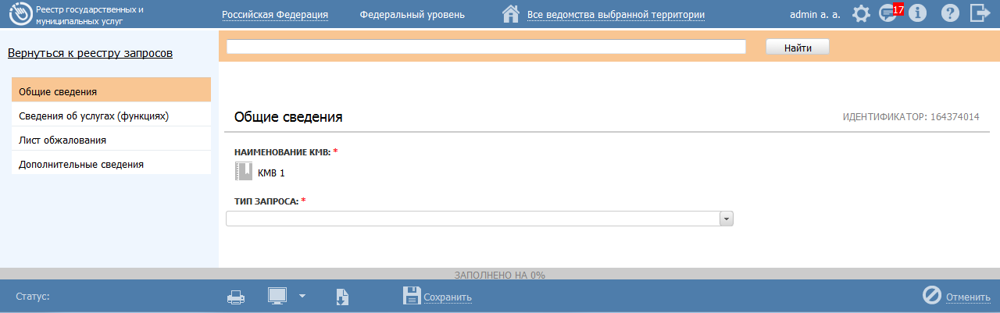 Реестр государственных и
муниципальных услуг
Российская Федерация
Федеральный уровень
Все ведомства выбранной территории
admin a. a.
17
Вернуться к реестру запросов
Найти
Общие сведения
Сведения об услугах (функциях)
Лист обжалования
Дополнительные сведения
Общие сведения
ИДЕНТИФИКАТОР: 164374014
НАИМЕНОВАНИЕ КМВ: *
КМВ 1
ТИП ЗАПРОСА: *
ЗАПОЛНЕНО НА 0%
Статус:
Сохранить
Отменить